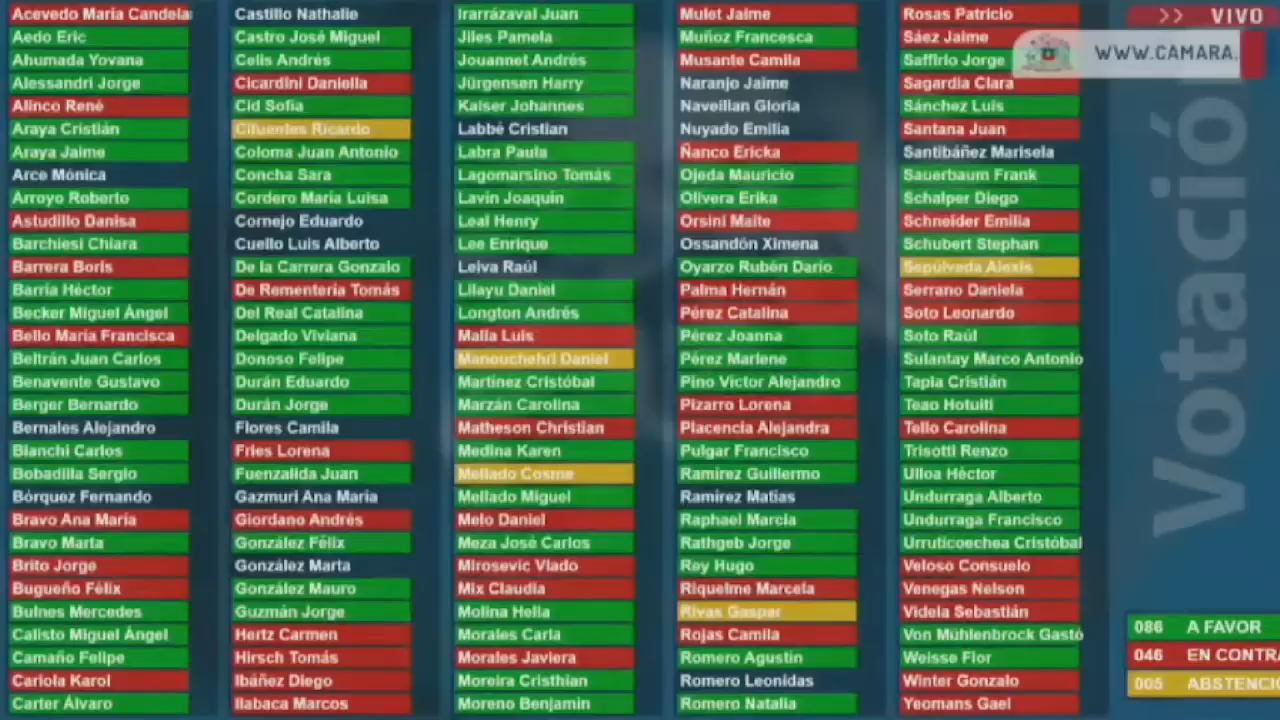 Acevedo María Candelar
Aedo Eric
Ahumada Yovana
Alessandri Jorge
Alinco René
Araya Cristián
Araya Jaime
Arce Mónica
Arroyo Roberto
Astudillo Danisa
Barchiesi Chiara
Barrera Boris
Barría Héctor
Becker Miguel Ángel
Bello María Francisca
Beltrán Juan Carlos
Benavente Gustavo
Berger Bernardo
Bernales Alejandro
Bianchi Carlos
Bobadilla Sergio
Bórquez Fernando
Bravo Ana María
Bravo Marta
Brito Jorge
Bugueño Félix
Bulnes Mercedes
Calisto Miguel Ángel
Camaño Felipe
Cariola Karol
Carter Álvaro
Castillo Nathalie
Castro José Miguel
Celis Andrés
Cicardini Daniella
Cid Sofía
Cifuentes Ricardo
Coloma Juan Antonio
Concha Sara
Cordero María Luisa
Cornejo Eduardo
Cuello Luis Alberto
De la Carrera Gonzalo
De Rementería Tomás
Del Real Catalina
Delgado Viviana
Donoso Felipe
Durán Eduardo
Durán Jorge
Flores Camila
Fries Lorena
Fuenzalida Juan
Gazmuri Ana María
Giordano Andrés
González Félix
González Marta
González Mauro
Guzmán Jorge
Hertz Carmen
Hirsch Tomás
Ibáñez Diego
Ilabaca Marcos
Irarrázaval Juan
Jiles Pamela
Jouannet Andrés
Jürgensen Harry
Kaiser Johannes
Labbé Cristian
Labra Paula
Lagomarsino Tomás
Lavín Joaquín
Leal Henry
Lee Enrique
Leiva Raúl
Lilayu Daniel
Longton Andrés
Malla Luis
Manouchehri Daniel
Martínez Cristóbal
Marzán Carolina
Matheson Christian
Medina Karen
Mellado Cosme
Mellado Miguel
Melo Daniel
Meza José Carlos
Mirosevic Vlado
Mix Claudia
Molina Helia
Morales Carla
Morales Javiera
Moreira Cristhian
Moreno Benjamín
Mulet Jaime
Muñoz Francesca
Musante Camila
Naranjo Jaime
Naveillan Gloria
Nuyado Emilia
Ñanco Ericka
Ojeda Mauricio
Olivera Erika
Orsini Maite
Ossandón Ximena
Oyarzo Rubén Darío
Palma Hernán
Pérez Catalina
Pérez Joanna
Pérez Marlene
Pino Víctor Alejandro
Pizarro Lorena
Placencia Alejandra
Pulgar Francisco
Ramírez Guillermo
Ramírez Matías
Raphael Marcia
Rathgeb Jorge
Rey Hugo
Riquelme Marcela
Rivas Gaspar
Rojas Camila
Romero Agustín
Romero Leonidas
Romero Natalia
Rosas Patricio
Sáez Jaime
Saffirio Jorge
Sagardía Clara
Sánchez Luis
Santana Juan
Santibáñez Marisela
Sauerbaum Frank
Schalper Diego
Schneider Emilia
Schubert Stephan
Sepúlveda Alexis
Serrano Daniela
Soto Leonardo
Soto Raúl
Sulantay Marco Antonio
Tapia Cristián
Teao Hotuiti
Tello Carolina
Trisotti Renzo
Ulloa Héctor
Undurraga Alberto
Undurraga Francisco
Urruticoechea Cristóbal
Veloso Consuelo
Venegas Nelson
Videla Sebastián
Von Mühlenbrock Gastó
Weisse Flor
Winter Gonzalo
Yeomans Gael
>> VIVO
WWW.CAMARA.
Votación
086 A FAVOR
046 EN CONTRA
005 ABSTENCIÓ